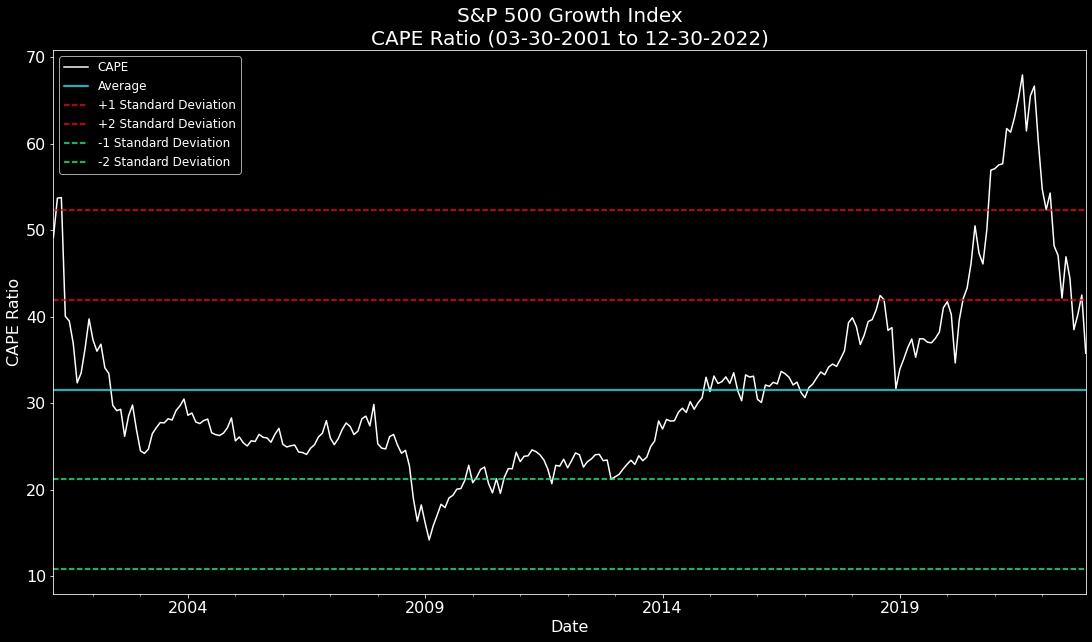 S&P 500 Growth Index
CAPE Ratio (03-30-2001 to 12-30-2022)
CAPE
Average
+1 Standard Deviation
+2 Standard Deviation
-1 Standard Deviation
-2 Standard Deviation
CAPE Ratio
70
60
50
40
30
20
10
2004
2009
2014
2019
Date